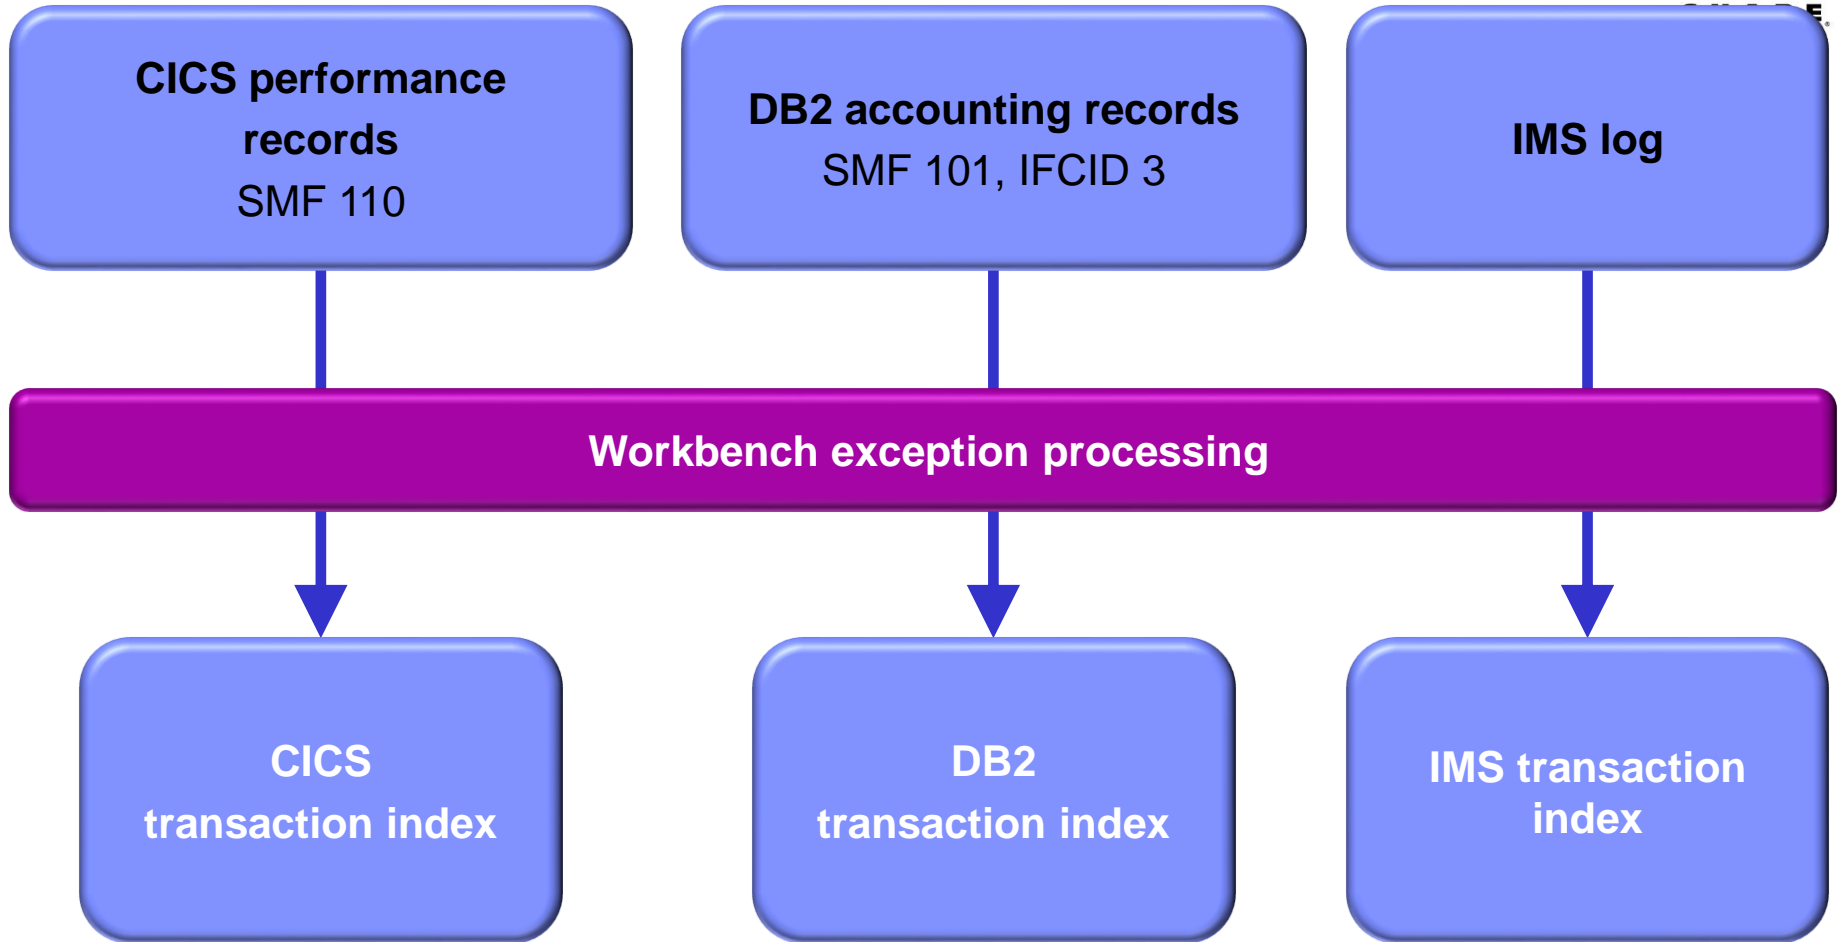 CICS performance
records
SMF 110
DB2 accounting records
SMF 101, IFCID 3
IMS log
Workbench exception processing
CICS
transaction index
DB2
transaction index
IMS transaction
index